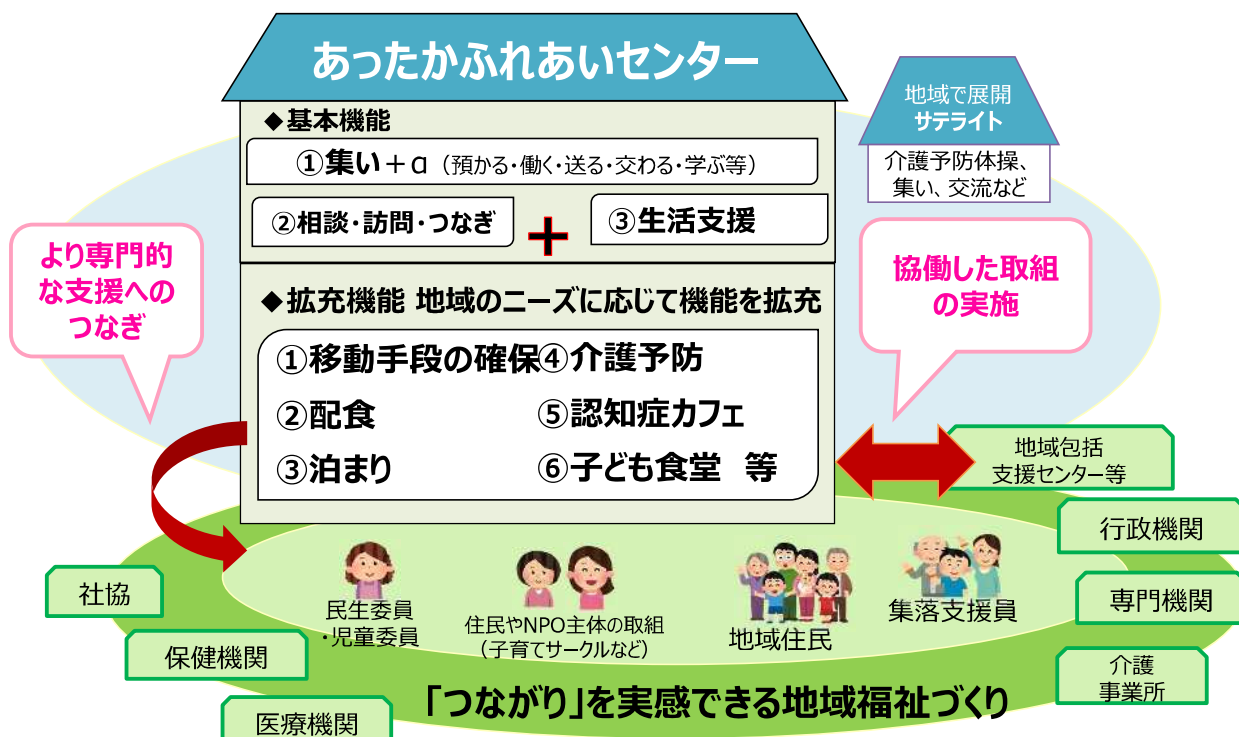 あったかふれあいセンター
◆基本機能
①集い+α（預かる・働く・送る・交わる・学ぶ等）
②相談・訪問・つなぎ
+
③生活支援
◆拡充機能 地域のニーズに応じて機能を拡充
①移動手段の確保
②配食
③泊まり
④介護予防
⑤認知症カフェ
⑥子ども食堂 等
地域で展開
サテライト
介護予防体操、
集い、交流など
より専門的
な支援への
つなぎ
協働した取組
の実施
地域包括
支援センター等
行政機関
専門機関
介護
事業所
社協
保健機関
医療機関
民生委員
・児童委員
住民やNPO主体の取組
（子育てサークルなど）
地域住民
集落支援員
「つながり」を実感できる地域福祉づくり